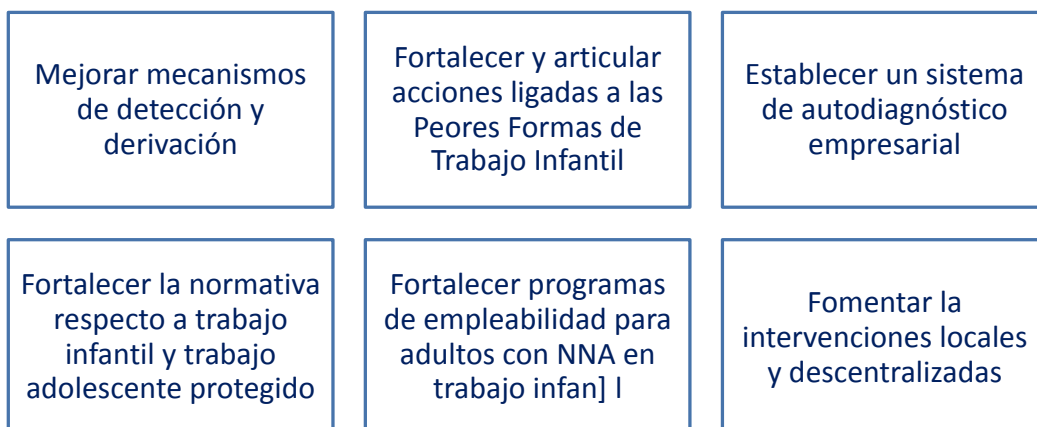 Mejorar mecanismos
de detección y
derivación
Fortalecer y articular
acciones ligadas a las
Peores Formas de
Trabajo Infantil
Establecer un sistema
de autodiagnóstico
empresarial
Fortalecer la normativa
respecto a trabajo
infantil y trabajo
adolescente protegido
Fortalecer programas
de empleabilidad para
adultos con NNA en
trabajo infan] l
Fomentar la
intervenciones locales
y descentralizadas